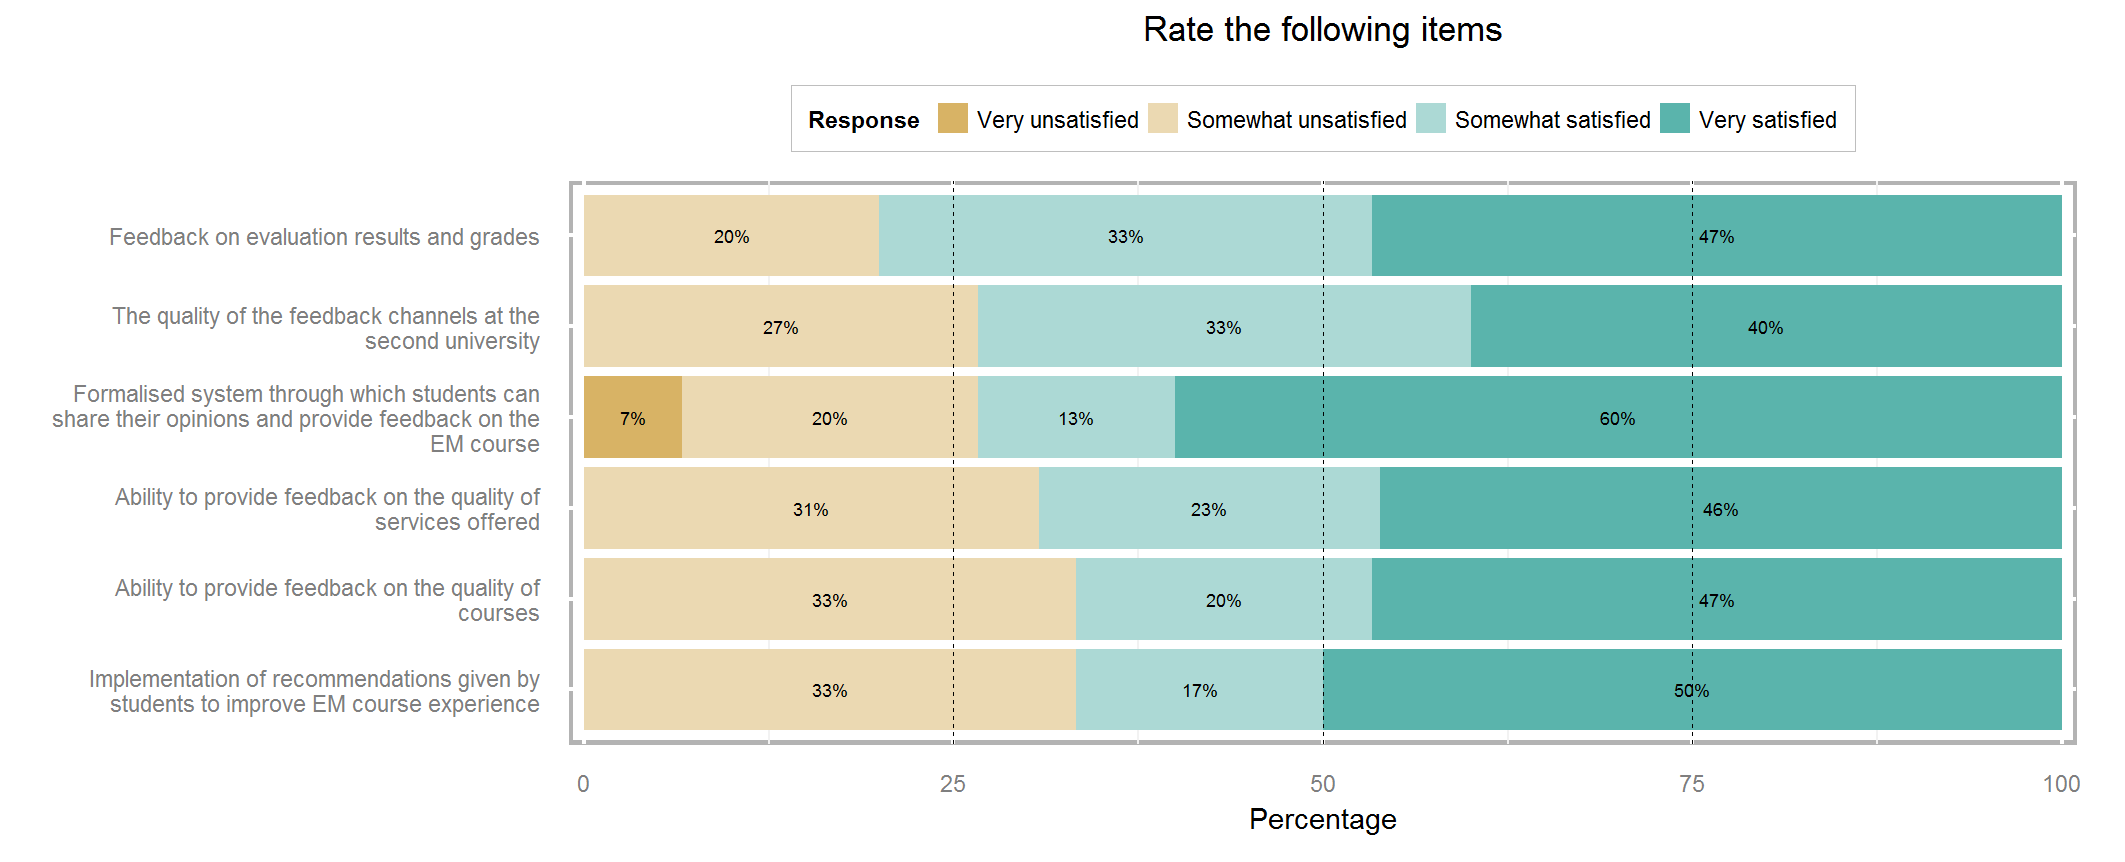 Rate the following items
Response Very unsatisfied Somewhat unsatisfied Somewhat satisfied Very satisfied
Feedback on evaluation results and grades
20% 33% 47%
The quality of the feedback channels at the
second university
27% 33% 40%
Formalised system through which students can
share their opinions and provide feedback on the
EM course
7% 20% 13% 60%
Ability to provide feedback on the quality of
services offered
31% 23% 46%
Ability to provide feedback on the quality of
courses
33% 20% 47%
Implementation of recommendations given by
students to improve EM course experience
33% 17% 50%
0 25 50 75 100
Percentage